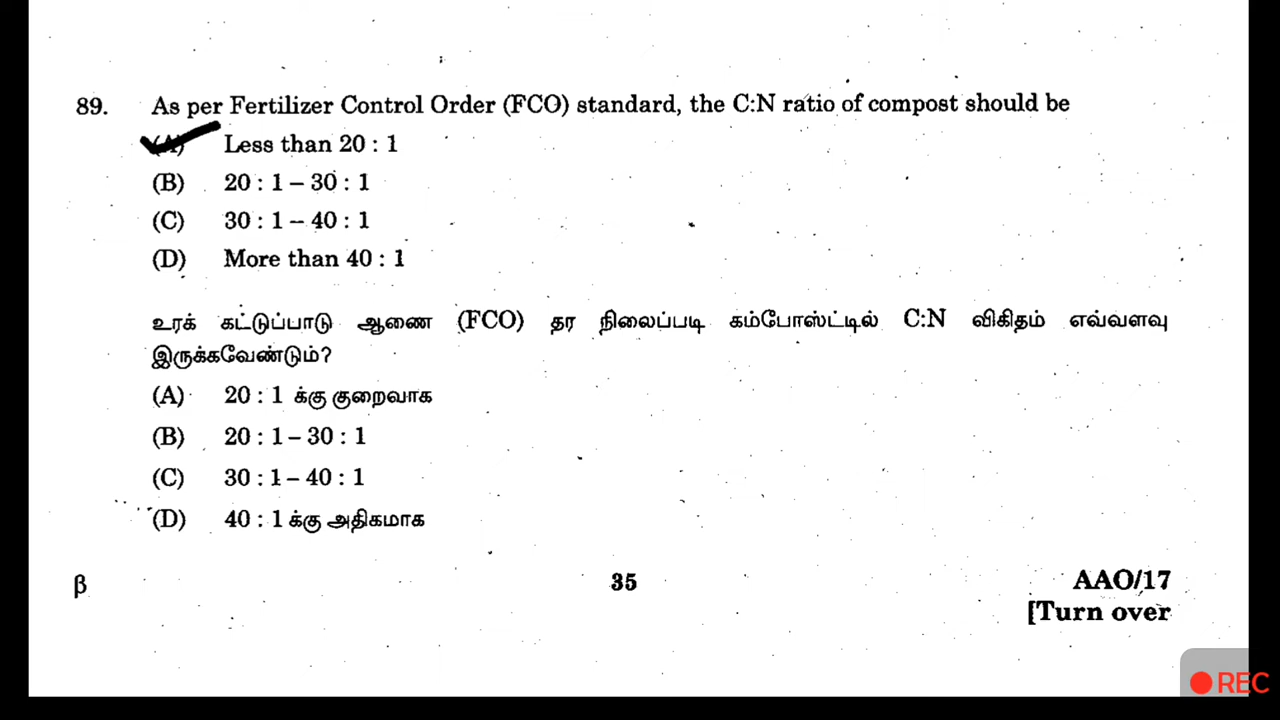 89. As per Fertilizer Control Order (FCO) standard, the C:N ratio of compost should be
(A) Less than 20 : 1
(B) 20 : 1 – 30 : 1
(C) 30 : 1 – 40 : 1
(D) More than 40 : 1
உரக் கட்டுப்பாடு ஆணை (FCO) தர நிலைப்படி கம்போஸ்ட்டில் C:N விகிதம் எவ்வளவு
இருக்கவேண்டும்?
(A) 20 : 1 க்கு குறைவாக
(B) 20 : 1 – 30 : 1
(C) 30 : 1 – 40 : 1
(D) 40 : 1 க்கு அதிகமாக
β 35 AAO/17
[Turn over
REC